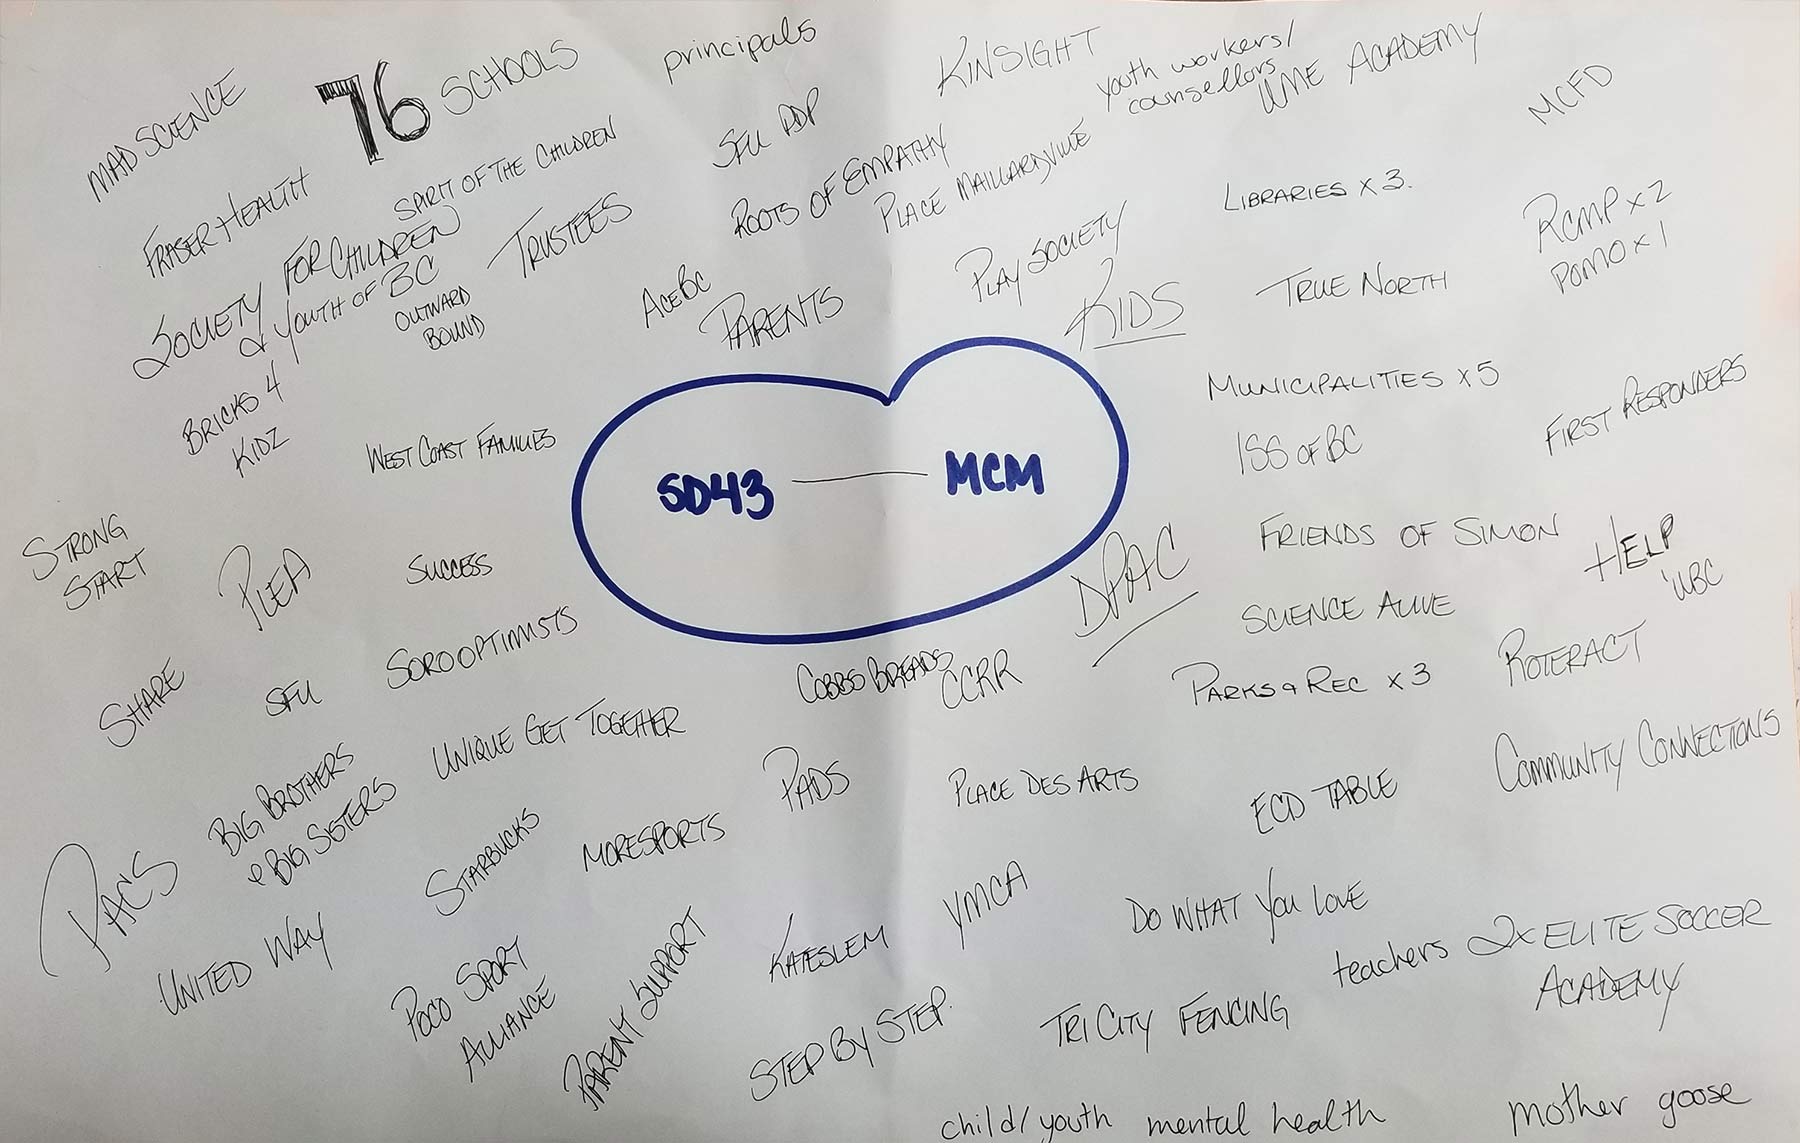 MAD SCIENCE
76 SCHOOLS
principals
KINSIGHT
youth workers/
counsellors
ACADEMY
MCFD
FRASER HEALTH
SPIRIT OF THE CHILDREN
SFU PDP
ROOTS OF EMPATHY
PLACE MAILLARDVILLE
LIBRARIES x 3.
RCMP x 2
POMO x 1
SOCIETY FOR CHILDREN
& YOUTH OF BC
OUTWARD
BOUND
TRUSTEES
ACEBC
PARENTS
PLAY SOCIETY
KIDS
TRUE NORTH
BRICKS 4
KIDZ
WEST COAST FAMILIES
SD43 — MCM
MUNICIPALITIES x 5
ISS OF BC
FIRST RESPONDERS
STRONG
START
PLEA
SUCCESS
DPAC
FRIENDS OF SIMON
HELP
UBC
SCIENCE ALIVE
SHARE
SFU
SOROOPTIMISTS
COBBS BREADS
CCRR
PARKS & REC x 3
ROTERACT
BIG BROTHERS
& BIG SISTERS
UNIQUE GET TOGETHER
PADS
PLACE DES ARTS
ECD TABLE
COMMUNITY CONNECTIONS
PACS
STARBUCKS
MORESPORTS
YMCA
DO WHAT YOU LOVE
UNITED WAY
POCO SPORT
ALLIANCE
PARENT SUPPORT
KATESLEM
teachers
2x ELITE SOCCER
ACADEMY
STEP BY STEP.
TRI CITY FENCING
child/youth mental health
mother goose